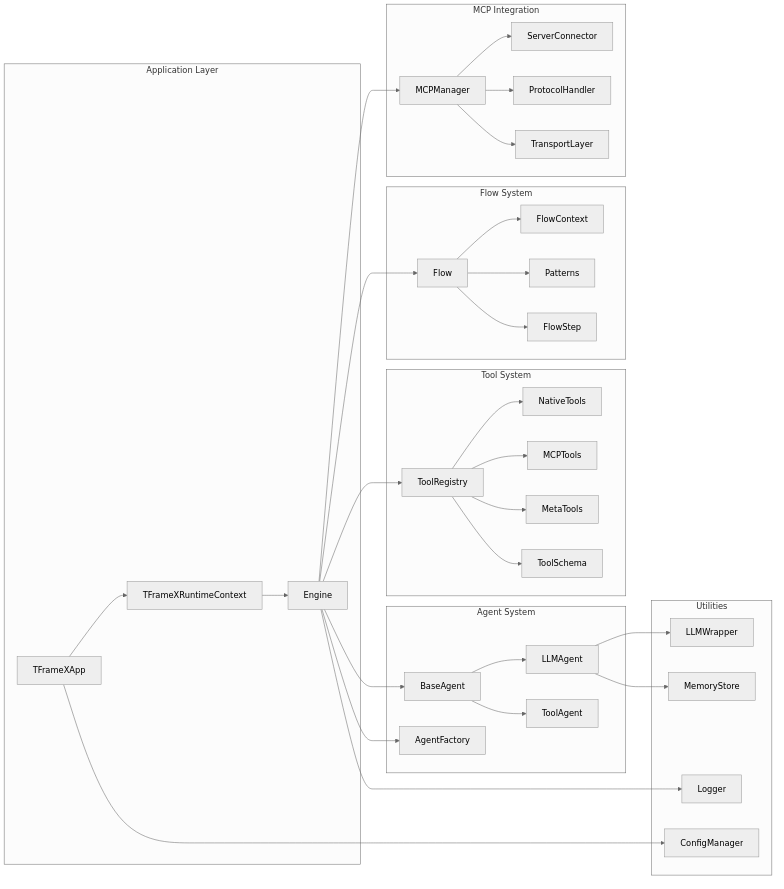 MCP Integration
ServerConnector
MCPManager
ProtocolHandler
TransportLayer
Application Layer
Flow System
FlowContext
Flow
Patterns
FlowStep
Tool System
NativeTools
MCPTools
ToolRegistry
MetaTools
ToolSchema
TFrameXRuntimeContext
Engine
TFrameXApp
Agent System
LLMAgent
BaseAgent
ToolAgent
AgentFactory
Utilities
LLMWrapper
MemoryStore
Logger
ConfigManager